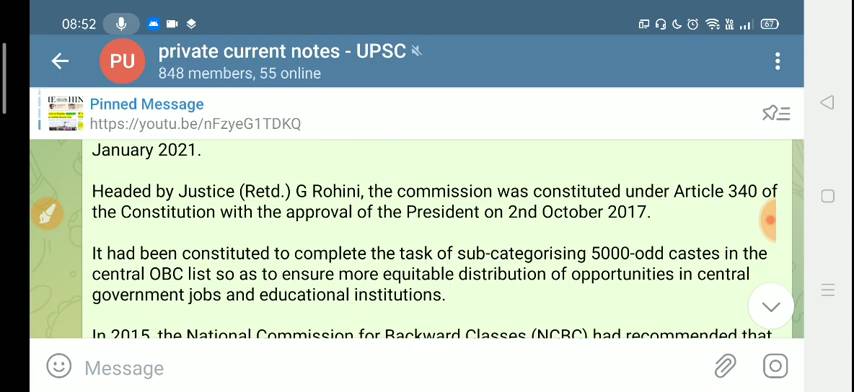 08:52
67
PU
private current notes - UPSC
848 members, 55 online
Pinned Message
https://youtu.be/nFzyeG1TDKQ
January 2021.
Headed by Justice (Retd.) G Rohini, the commission was constituted under Article 340 of
the Constitution with the approval of the President on 2nd October 2017.
It had been constituted to complete the task of sub-categorising 5000-odd castes in the
central OBC list so as to ensure more equitable distribution of opportunities in central
government jobs and educational institutions.
In 2015, the National Commission for Backward Classes (NCBC) had recommended that
Message